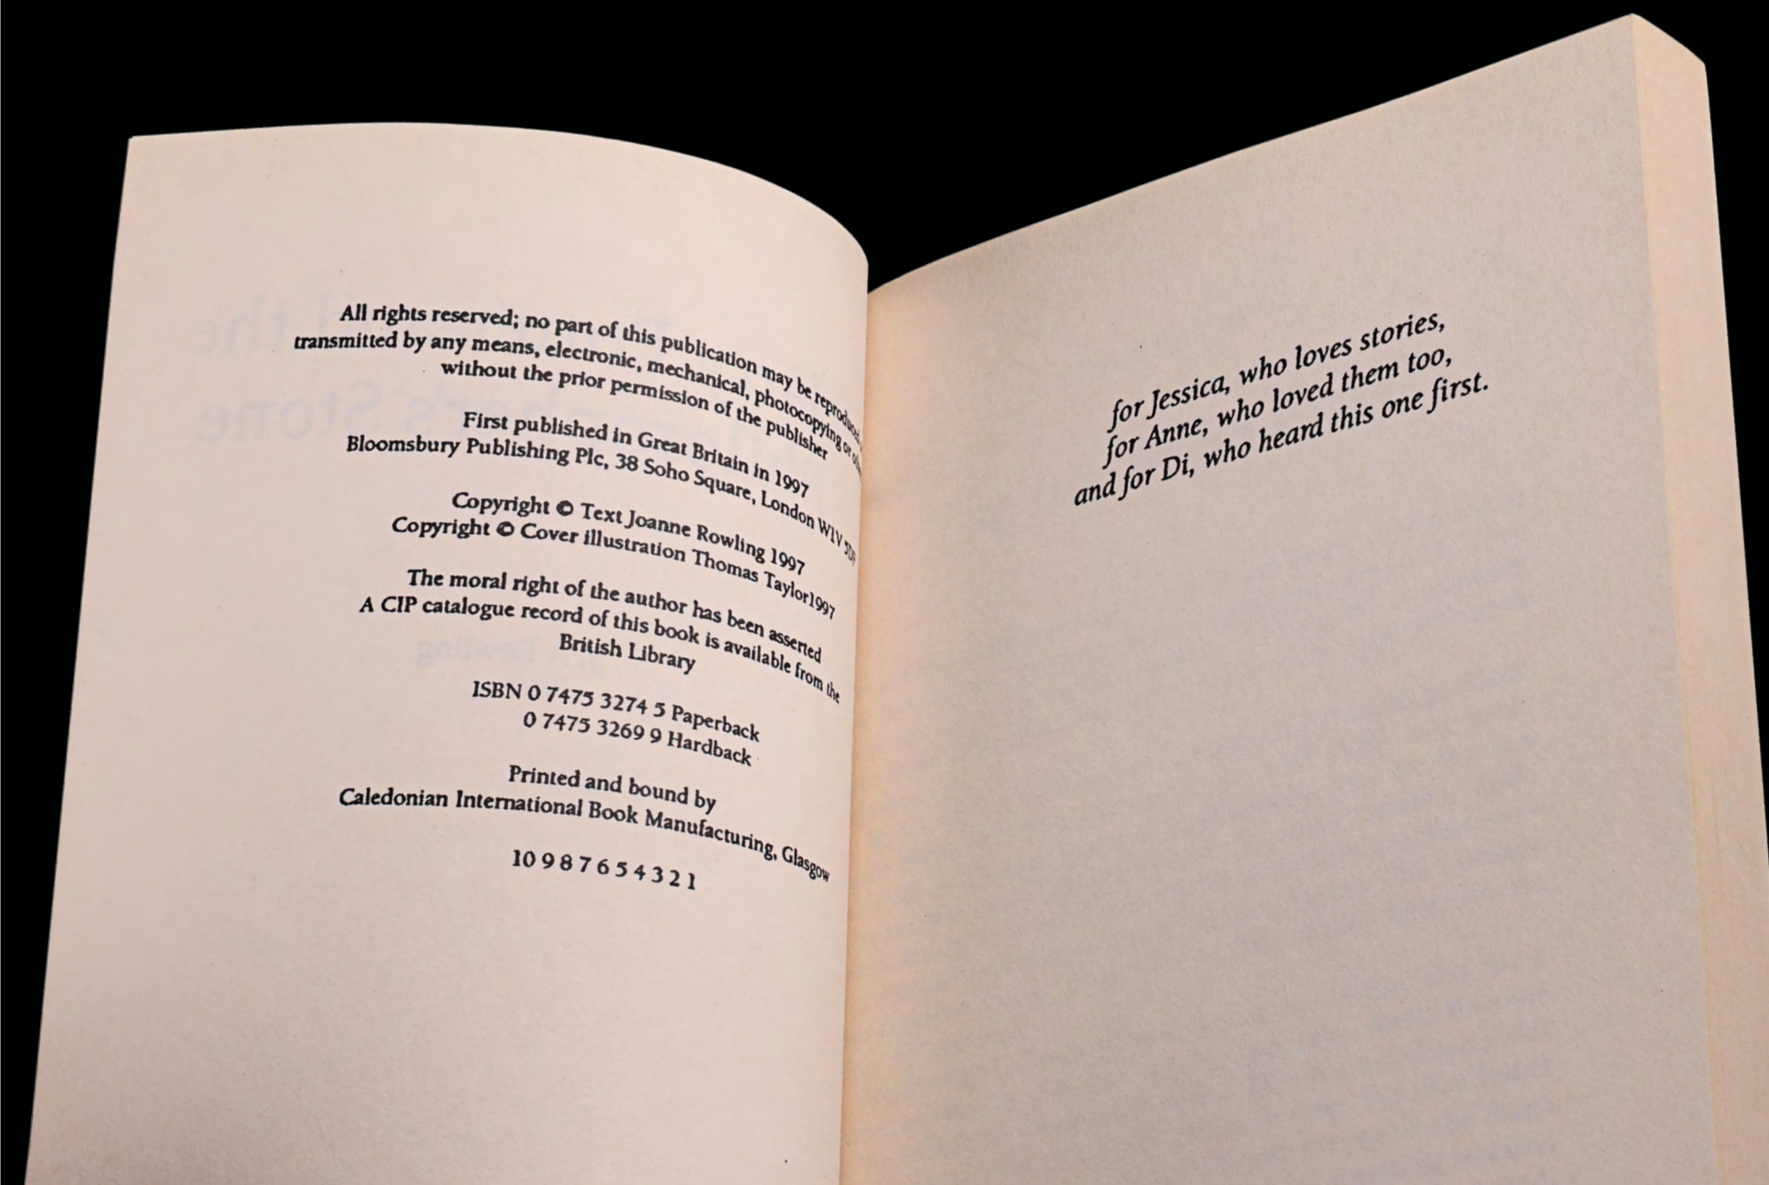 All rights reserved; no part of this publication may be reproduced
transmitted by any means, electronic, mechanical, photocopying or
without the prior permission of the publisher
First published in Great Britain in 1997
Bloomsbury Publishing Plc, 38 Soho Square, London W1V 5DF
Copyright © Text Joanne Rowling 1997
Copyright © Cover illustration Thomas Taylor1997
The moral right of the author has been asserted
A CIP catalogue record of this book is available from the
British Library
ISBN 0 7475 3274 5 Paperback
0 7475 3269 9 Hardback
Printed and bound by
Caledonian International Book Manufacturing, Glasgow
10 9 8 7 6 5 4 3 2 1
for Jessica, who loves stories,
for Anne, who loved them too,
and for Di, who heard this one first.